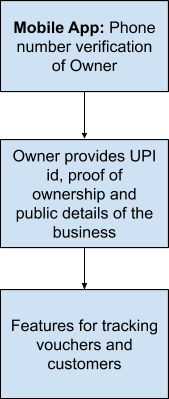 Mobile App: Phone
number verification
of Owner
Owner provides UPI
id, proof of
ownership and
public details of the
business
Features for tracking
vouchers and
customers